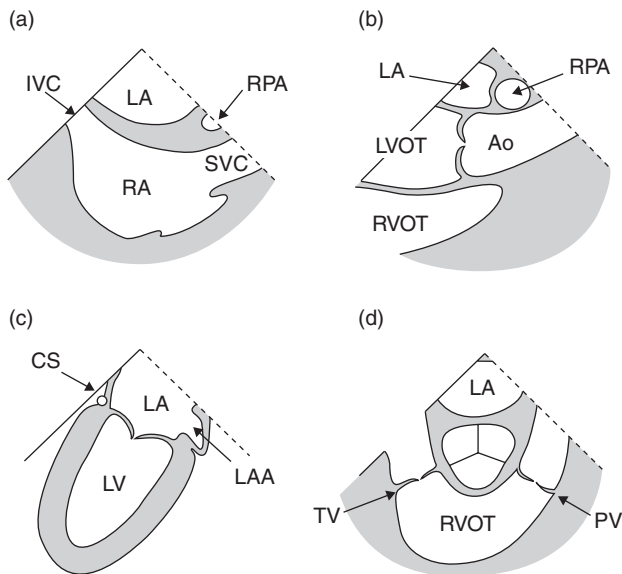 (a)
IVC
LA
RPA
SVC
RA
(b)
LA
RPA
LVOT
Ao
RVOT
(c)
CS
LA
LAA
LV
(d)
LA
TV
RVOT
PV